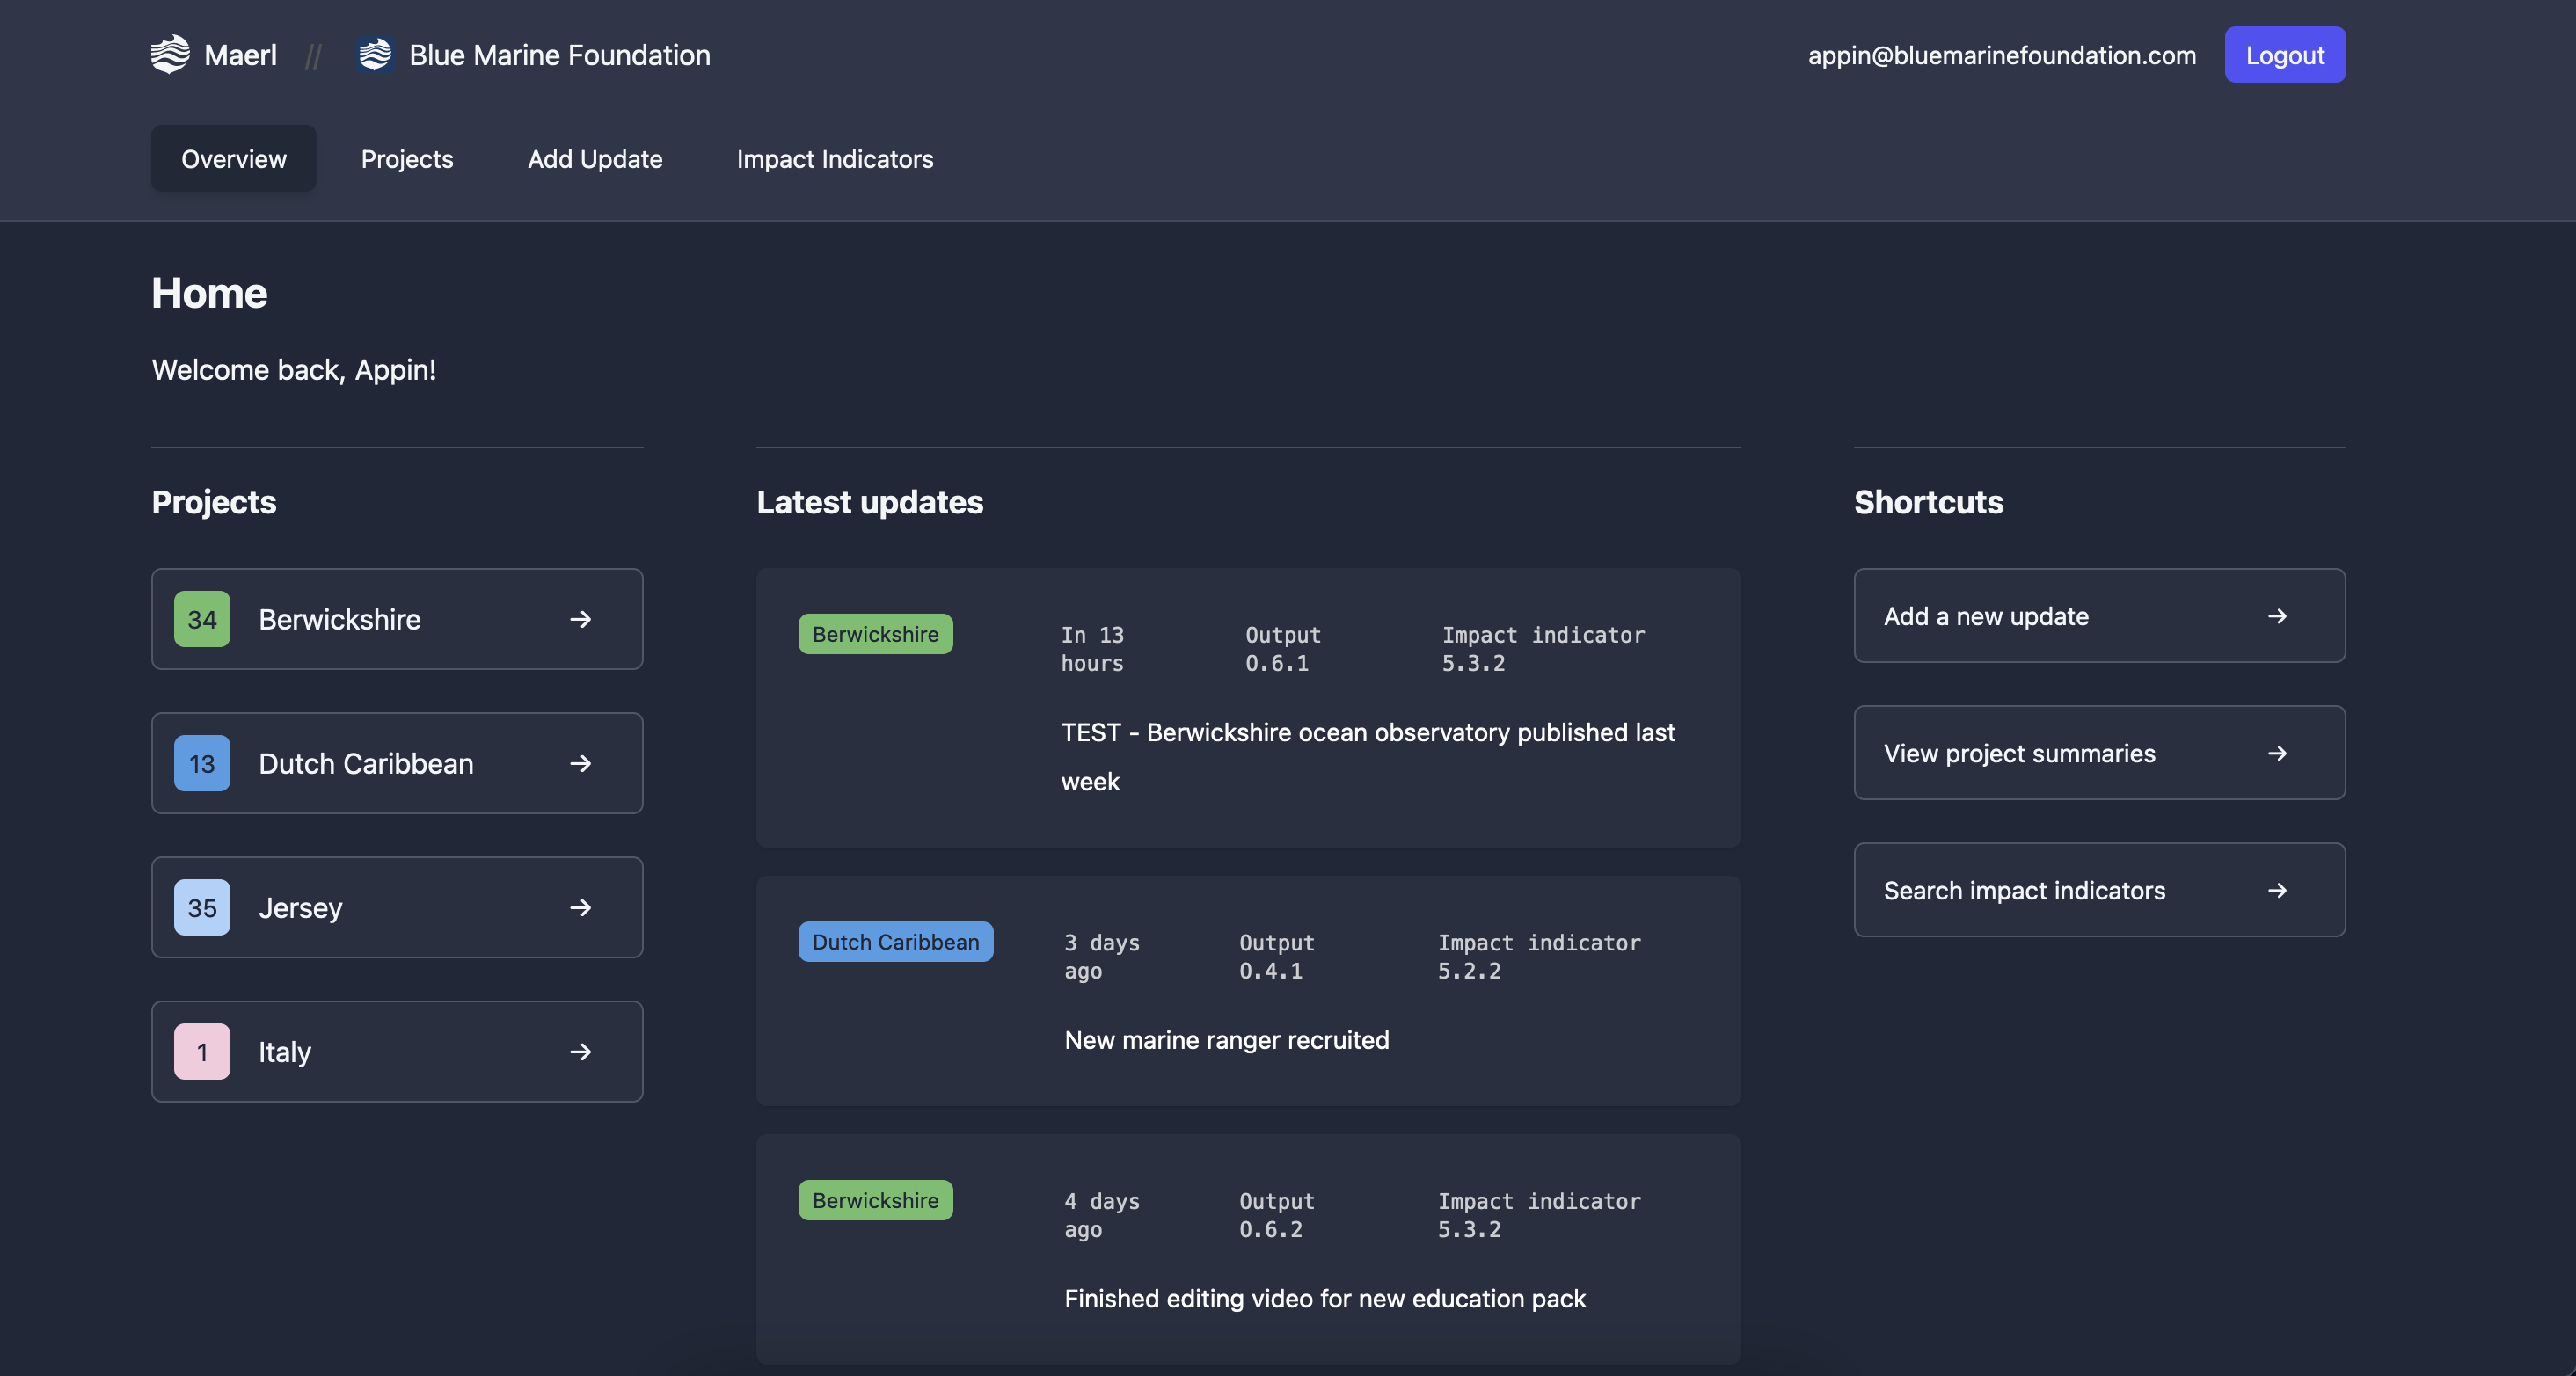 Maerl // Blue Marine Foundation
appin@bluemarinefoundation.com
Logout
Overview
Projects
Add Update
Impact Indicators
Home
Welcome back, Appin!
Projects
34 Berwickshire →
13 Dutch Caribbean →
35 Jersey →
1 Italy →
Latest updates
Berwickshire
In 13
hours
Output
0.6.1
Impact indicator
5.3.2
TEST - Berwickshire ocean observatory published last
week
Dutch Caribbean
3 days
ago
Output
0.4.1
Impact indicator
5.2.2
New marine ranger recruited
Berwickshire
4 days
ago
Output
0.6.2
Impact indicator
5.3.2
Finished editing video for new education pack
Shortcuts
Add a new update →
View project summaries →
Search impact indicators →